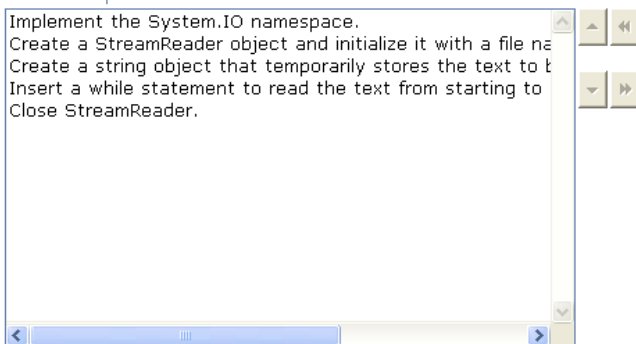 Implement the System.IO namespace.
Create a StreamReader object and initialize it with a file na
Create a string object that temporarily stores the text to b
Insert a while statement to read the text from starting to
Close StreamReader.